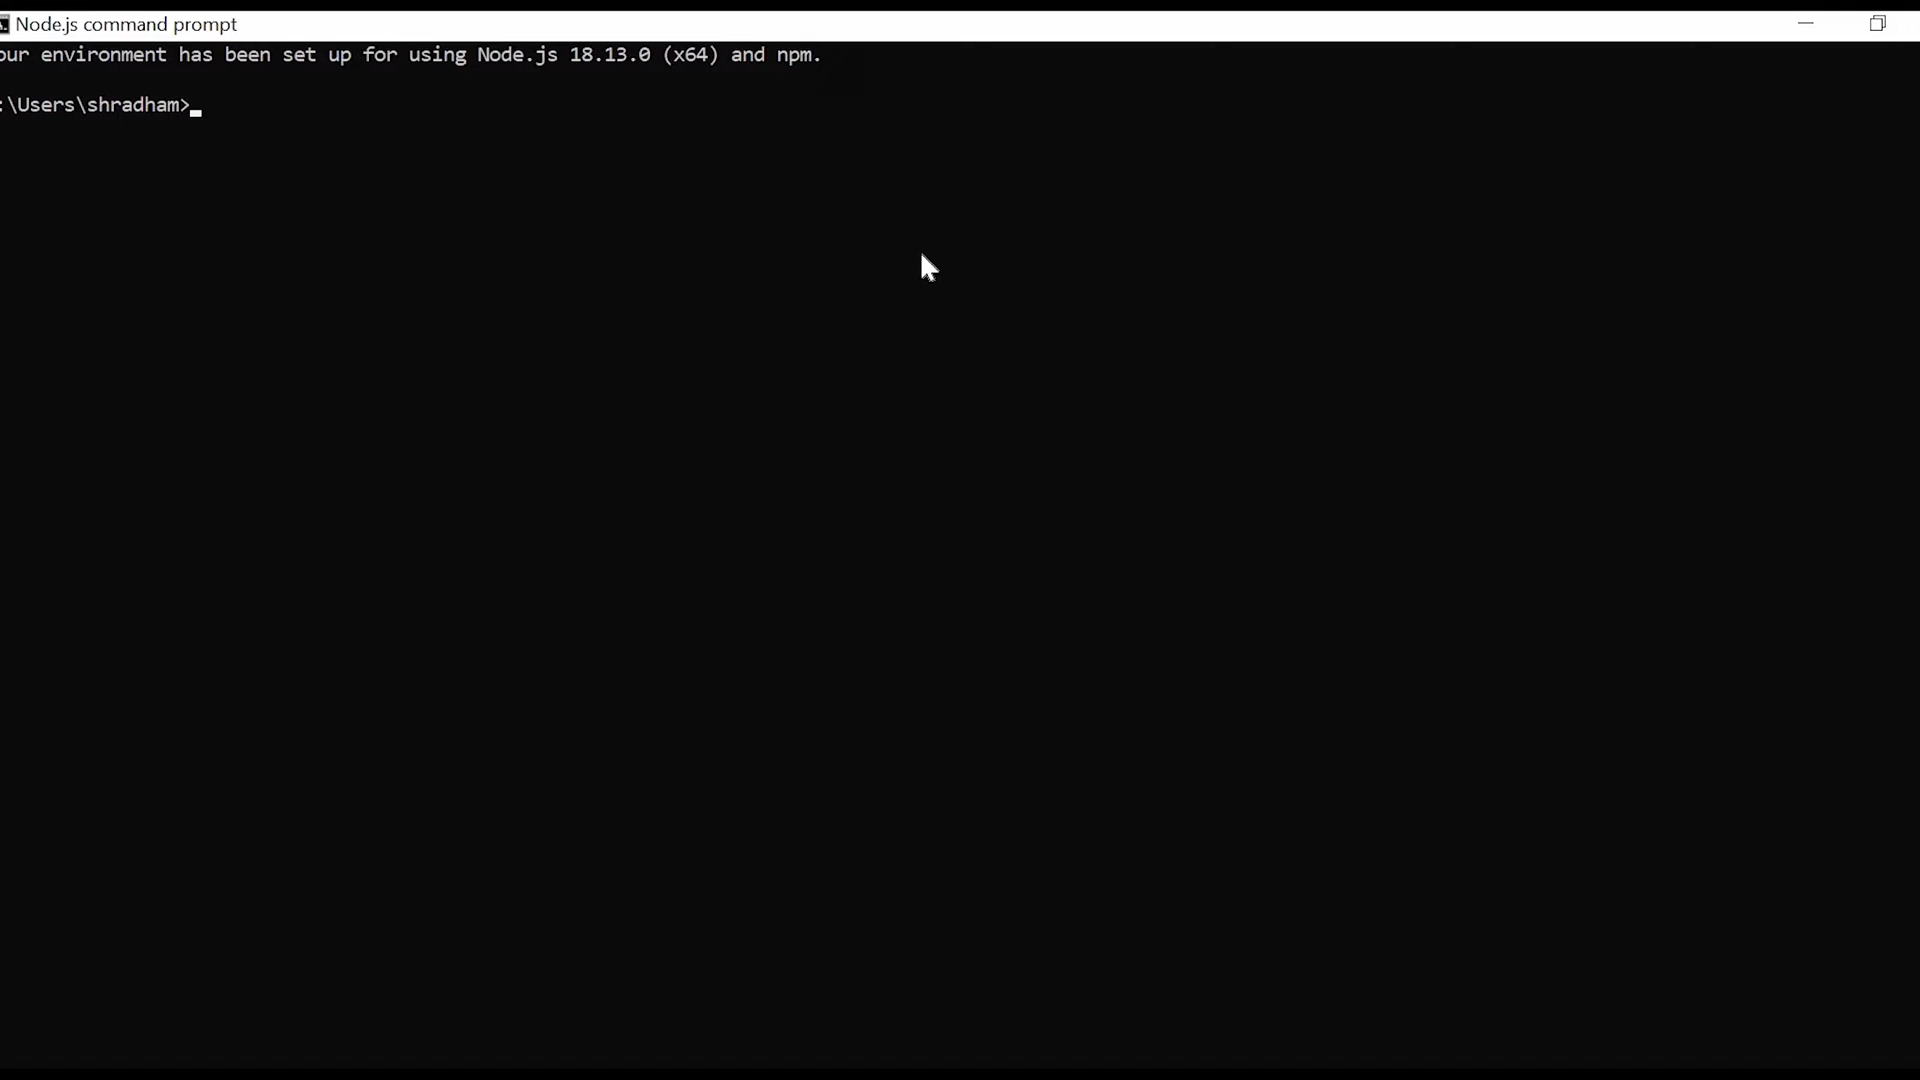 Node.js command prompt
our environment has been set up for using Node.js 18.13.0 (x64) and npm.
:\Users\shradham>